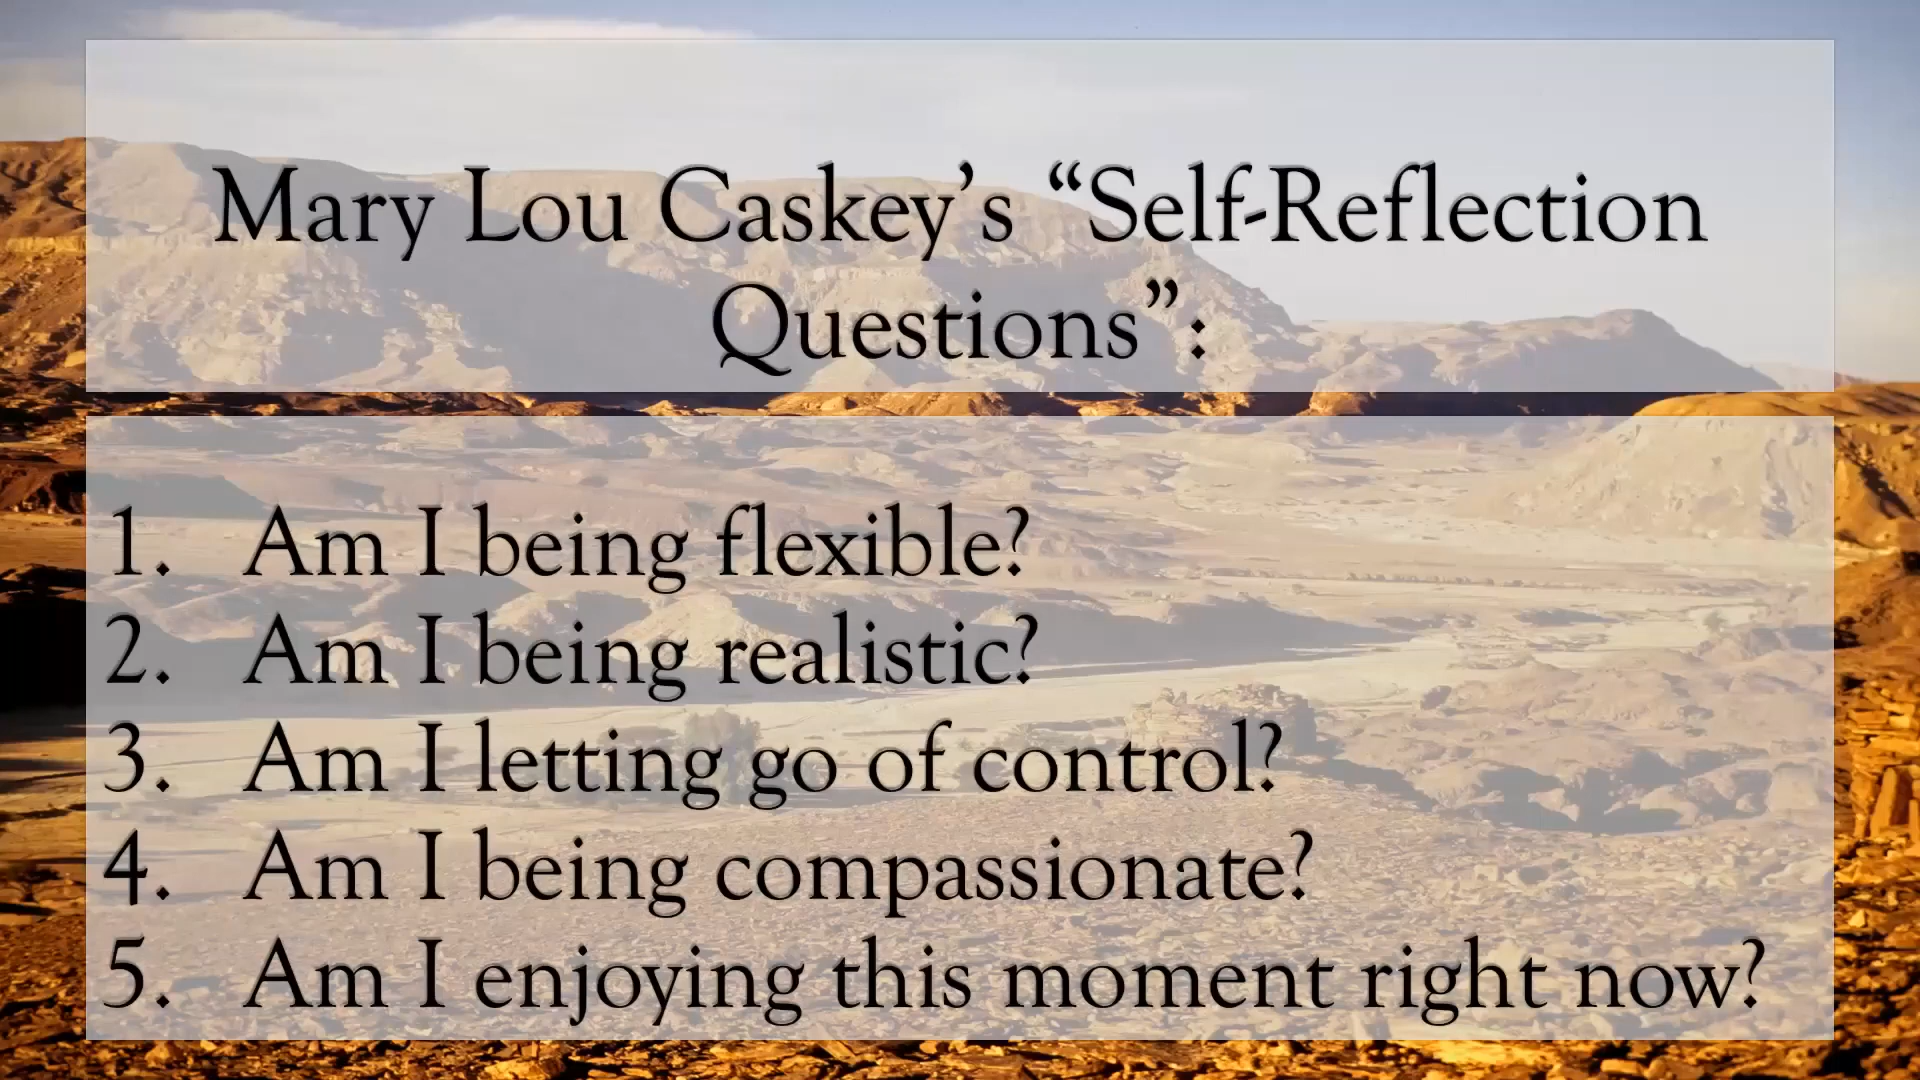 Mary Lou Caskey’s “Self-Reflection
Questions”:
1. Am I being flexible?
2. Am I being realistic?
3. Am I letting go of control?
4. Am I being compassionate?
5. Am I enjoying this moment right now?